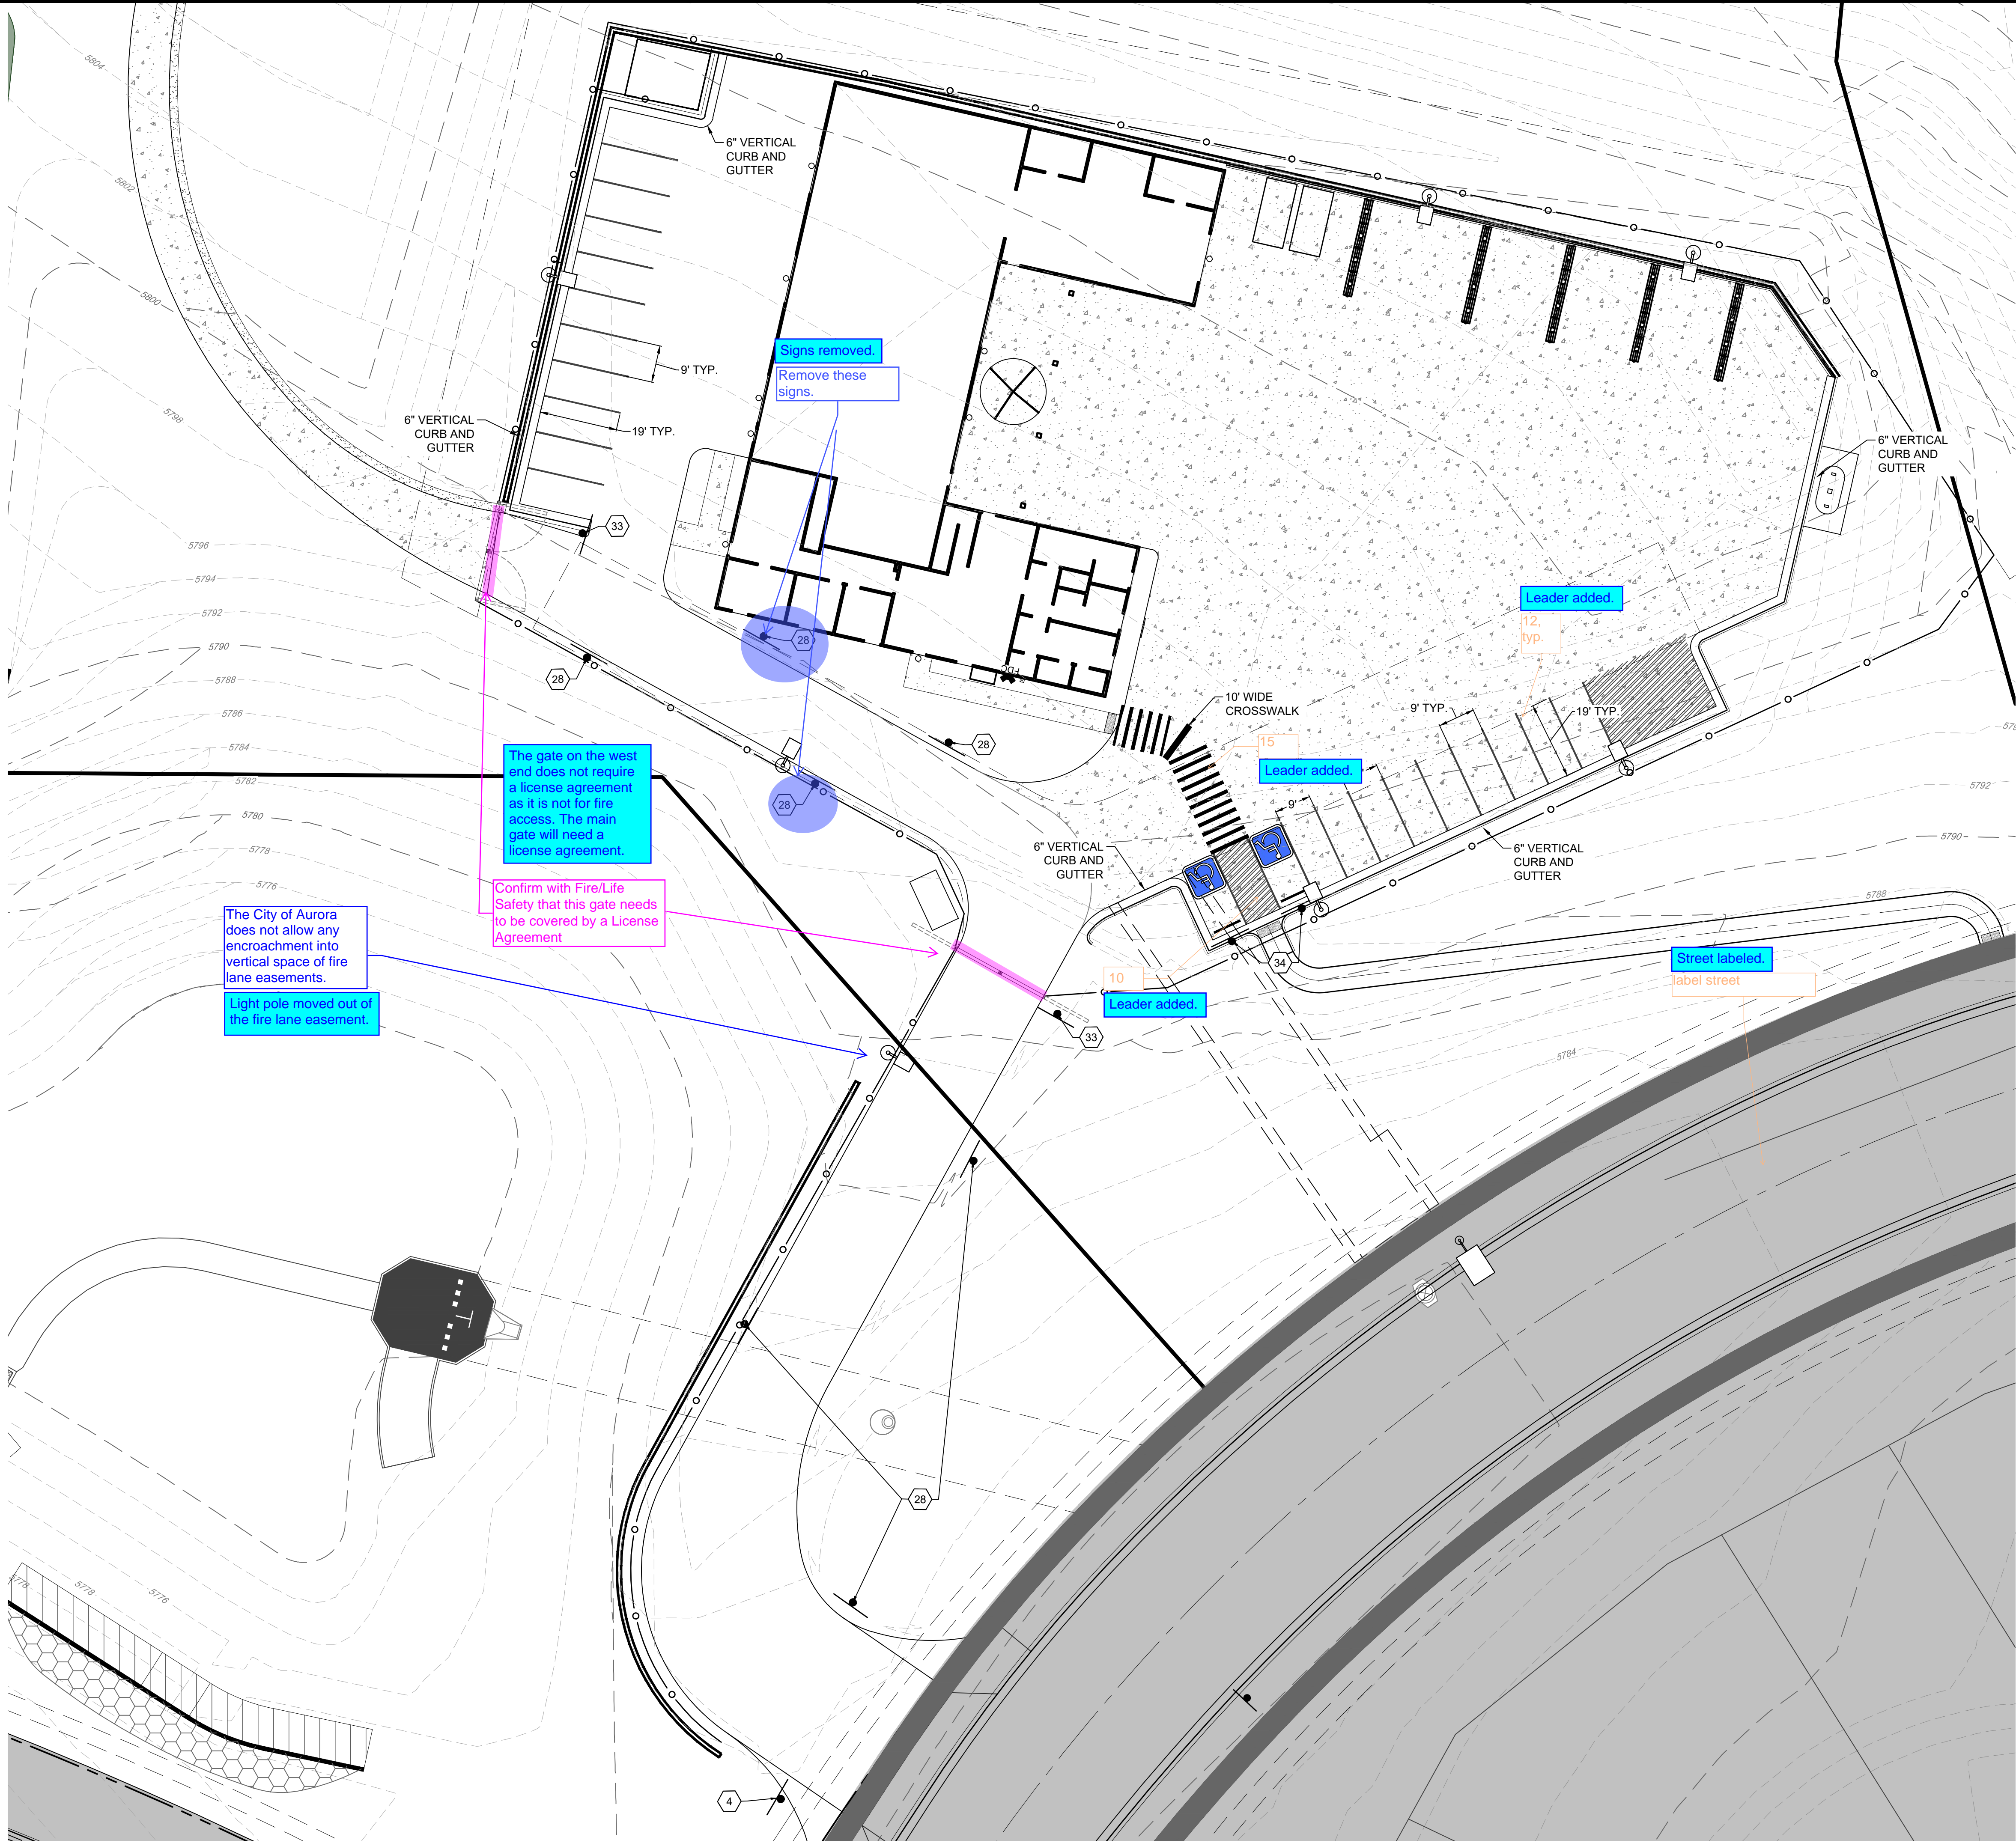 5804
6" VERTICAL
CURB AND
GUTTER
5802
5800
Signs removed.
Remove these
signs.
9' TYP.
5798
6" VERTICAL
CURB AND
GUTTER
19' TYP.
6" VERTICAL
CURB AND
GUTTER
33
5796
5794
5792
5790
5788
5786
5784
5782
5780
5778
5776
28
28
28
28
FDC
Leader added.
12,
typ.
10' WIDE
CROSSWALK
9' TYP.
19' TYP.
15
Leader added.
9'
5792
5790
5788
6" VERTICAL
CURB AND
GUTTER
6" VERTICAL
CURB AND
GUTTER
The gate on the west
end does not require
a license agreement
as it is not for fire
access. The main
gate will need a
license agreement.
Confirm with Fire/Life
Safety that this gate needs
to be covered by a License
Agreement
The City of Aurora
does not allow any
encroachment into
vertical space of fire
lane easements.
Light pole moved out of
the fire lane easement.
34
10
Leader added.
33
Street labeled.
label street
5784
28
5778
5778
5776
4